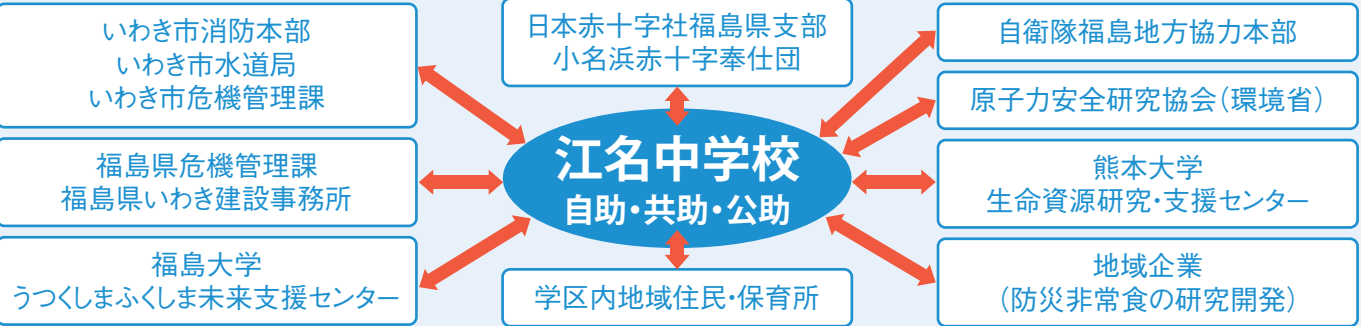 いわき市消防本部
いわき市水道局
いわき市危機管理課
日本赤十字社福島県支部
小名浜赤十字奉仕団
自衛隊福島地方協力本部
原子力安全研究協会（環境省）
福島県危機管理課
福島県いわき建設事務所
江名中学校
自助・共助・公助
熊本大学
生命資源研究・支援センター
福島大学
うつくしまふくしま未来支援センター
学区内地域住民・保育所
地域企業
（防災非常食の研究開発）